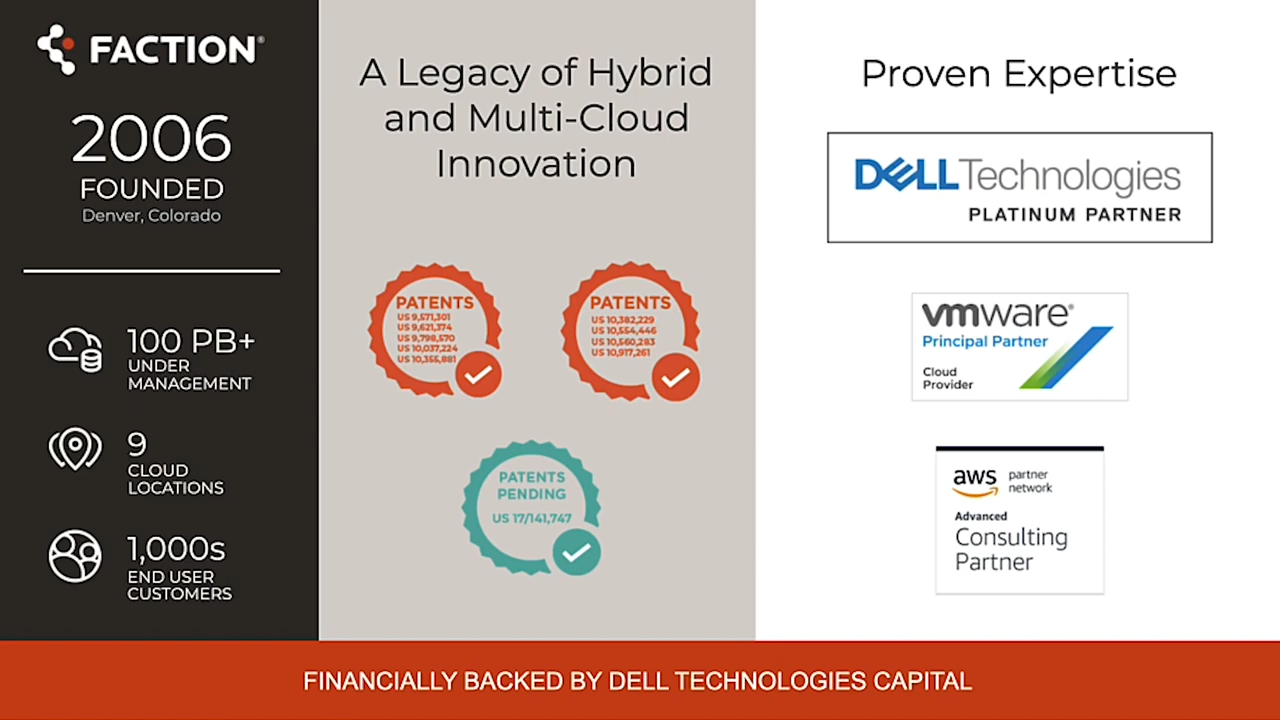 FACTION®
2006
FOUNDED
Denver, Colorado
100 PB+
UNDER
MANAGEMENT
9
CLOUD
LOCATIONS
1,000s
END USER
CUSTOMERS
A Legacy of Hybrid
and Multi-Cloud
Innovation
PATENTS
US 9,571,301
US 9,621,374
US 9,798,570
US 10,037,224
US 10,355,881
PATENTS
US 10,382,229
US 10,554,446
US 10,560,283
US 10,917,261
PATENTS
PENDING
US 17/141,747
Proven Expertise
DELL Technologies
PLATINUM PARTNER
vmware®
Principal Partner
Cloud
Provider
aws partner
network
Advanced
Consulting
Partner
FINANCIALLY BACKED BY DELL TECHNOLOGIES CAPITAL